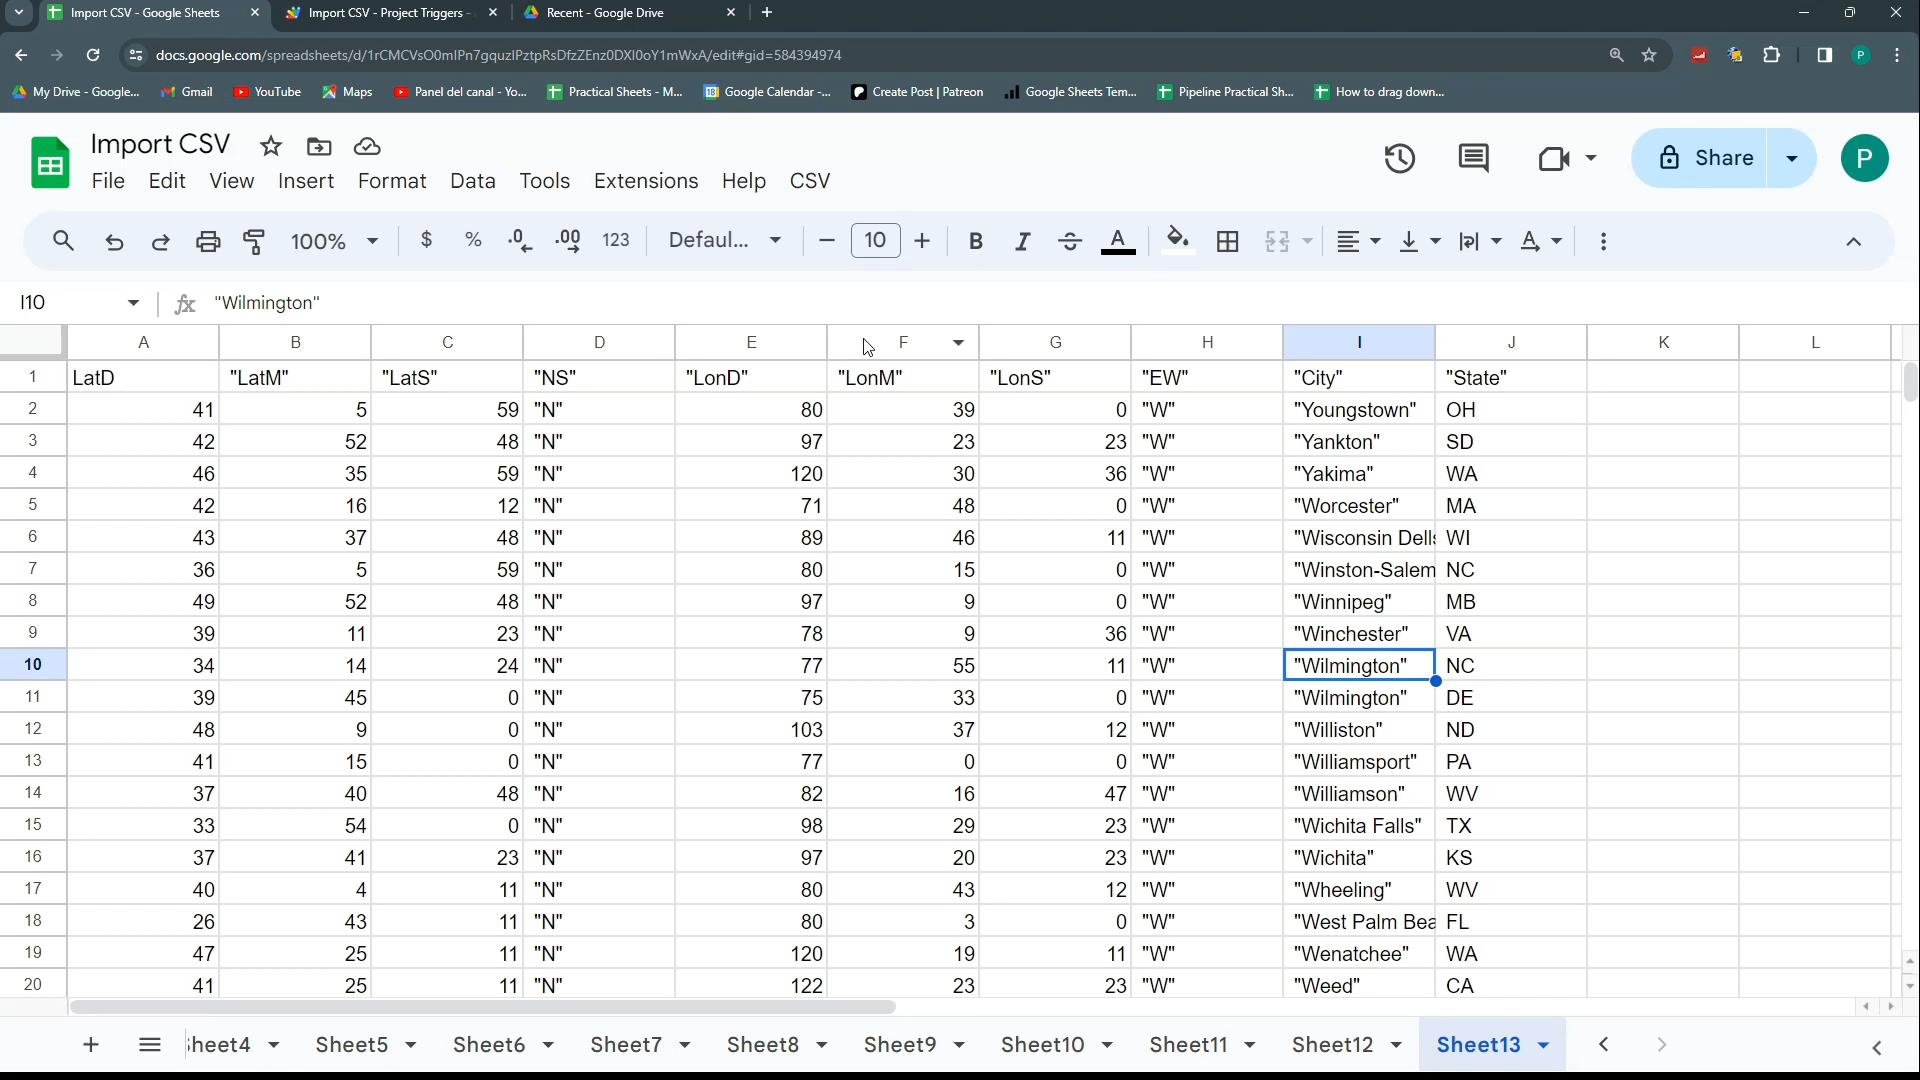 Import CSV - Google Sheets Import CSV - Project Triggers - Recent - Google Drive
docs.google.com/spreadsheets/d/1rCMCVsO0mIPn7gquzIPztpRsDfzZEnz0DXI0oY1mWxA/edit#gid=584394974
My Drive - Google... Gmail YouTube Maps Panel del canal - Yo... Practical Sheets - M... Google Calendar -... Create Post | Patreon Google Sheets Tem... Pipeline Practical Sh... How to drag down...
Import CSV
Share P
File Edit View Insert Format Data Tools Extensions Help CSV
100% $ % .0 .00 123 Defaul... 10 B I S A
I10 fx "Wilmington"
A B C D E F G H I J K L
1 LatD "LatM" "LatS" "NS" "LonD" "LonM" "LonS" "EW" "City" "State"
2 41 5 59 "N" 80 39 0 "W" "Youngstown" OH
3 42 52 48 "N" 97 23 23 "W" "Yankton" SD
4 46 35 59 "N" 120 30 36 "W" "Yakima" WA
5 42 16 12 "N" 71 48 0 "W" "Worcester" MA
6 43 37 48 "N" 89 46 11 "W" "Wisconsin Dells WI
7 36 5 59 "N" 80 15 0 "W" "Winston-Salem NC
8 49 52 48 "N" 97 9 0 "W" "Winnipeg" MB
9 39 11 23 "N" 78 9 36 "W" "Winchester" VA
10 34 14 24 "N" 77 55 11 "W" "Wilmington" NC
11 39 45 0 "N" 75 33 0 "W" "Wilmington" DE
12 48 9 0 "N" 103 37 12 "W" "Williston" ND
13 41 15 0 "N" 77 0 0 "W" "Williamsport" PA
14 37 40 48 "N" 82 16 47 "W" "Williamson" WV
15 33 54 0 "N" 98 29 23 "W" "Wichita Falls" TX
16 37 41 23 "N" 97 20 23 "W" "Wichita" KS
17 40 4 11 "N" 80 43 12 "W" "Wheeling" WV
18 26 43 11 "N" 80 3 0 "W" "West Palm Bea FL
19 47 25 11 "N" 120 19 11 "W" "Wenatchee" WA
20 41 25 11 "N" 122 23 23 "W" "Weed" CA
heet4 Sheet5 Sheet6 Sheet7 Sheet8 Sheet9 Sheet10 Sheet11 Sheet12 Sheet13